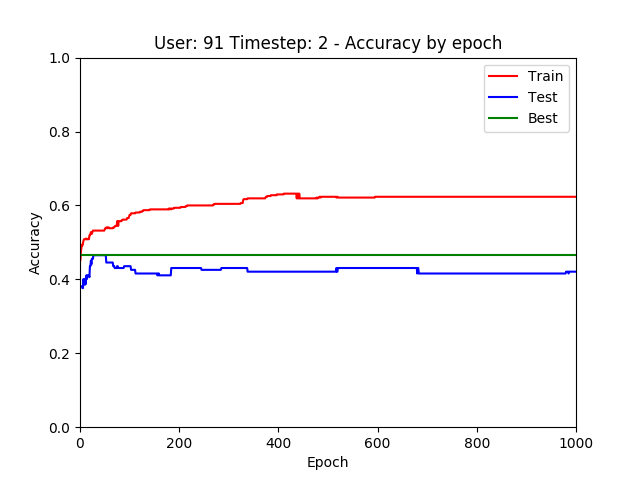 User: 91 Timestep: 2 - Accuracy by epoch
1.0
0.8
0.6
0.4
0.2
0.0
Accuracy
Train
Test
Best
0 200 400 600 800 1000
Epoch